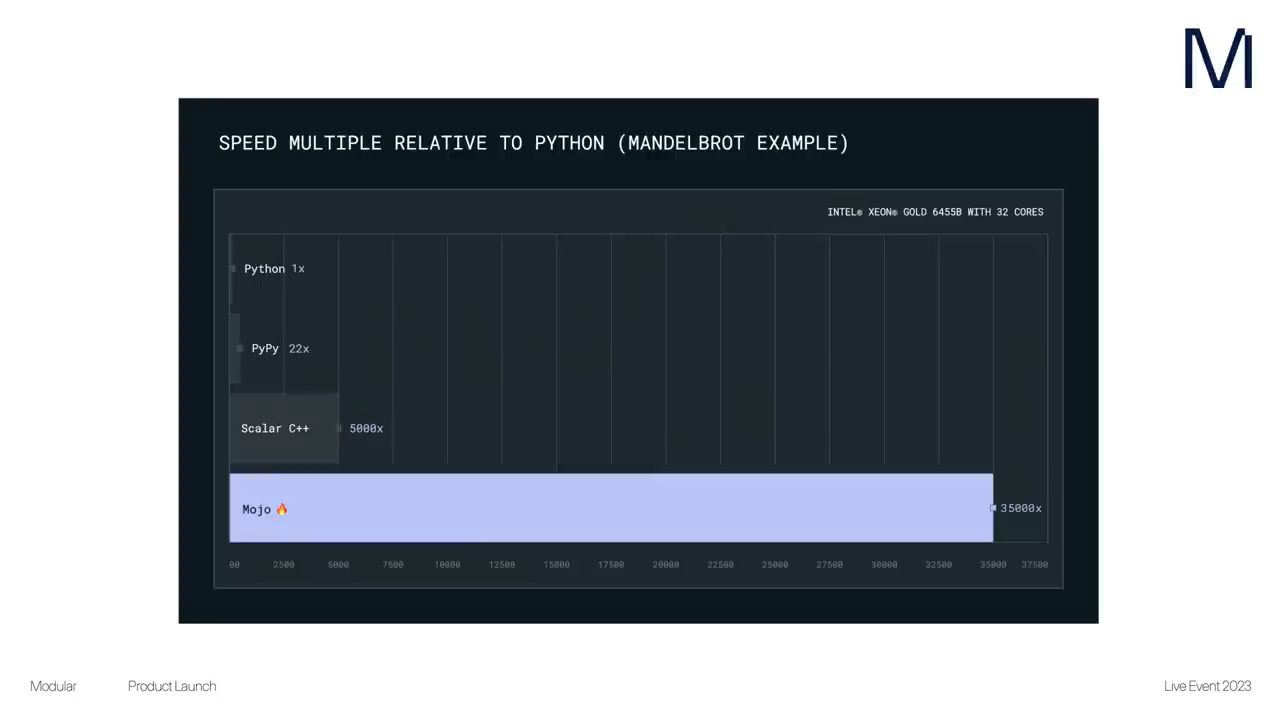 M
SPEED MULTIPLE RELATIVE TO PYTHON (MANDELBROT EXAMPLE)
INTEL® XEON® GOLD 6455B WITH 32 CORES
Python 1x
PyPy 22x
Scalar C++ 5000x
Mojo 🔥 35000x
00 2500 5000 7500 10000 12500 15000 17500 20000 22500 25000 27500 30000 32500 35000 37500
Modular Product Launch Live Event 2023